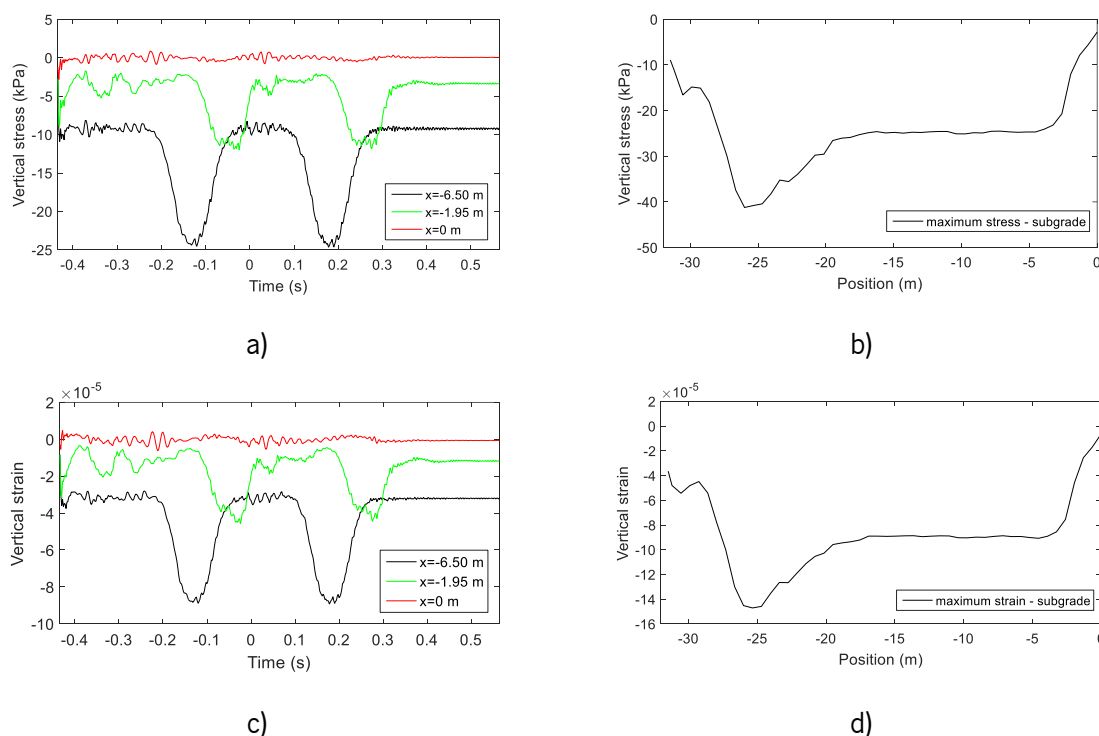 5
0
-5
-10
-15
-20
-25
Vertical stress (kPa)
x=-6.50 m
x=-1.95 m
x=0 m
-0.4 -0.3 -0.2 -0.1 0 0.1 0.2 0.3 0.4 0.5
Time (s)
a)
0
-10
-20
-30
-40
-50
Vertical stress (kPa)
maximum stress - subgrade
-30 -25 -20 -15 -10 -5 0
Position (m)
b)
×10⁻⁵
2
0
-2
-4
-6
-8
-10
Vertical strain
x=-6.50 m
x=-1.95 m
x=0 m
-0.4 -0.3 -0.2 -0.1 0 0.1 0.2 0.3 0.4 0.5
Time (s)
c)
×10⁻⁵
2
0
-2
-4
-6
-8
-10
-12
-14
-16
Vertical strain
maximum strain - subgrade
-30 -25 -20 -15 -10 -5 0
Position (m)
d)